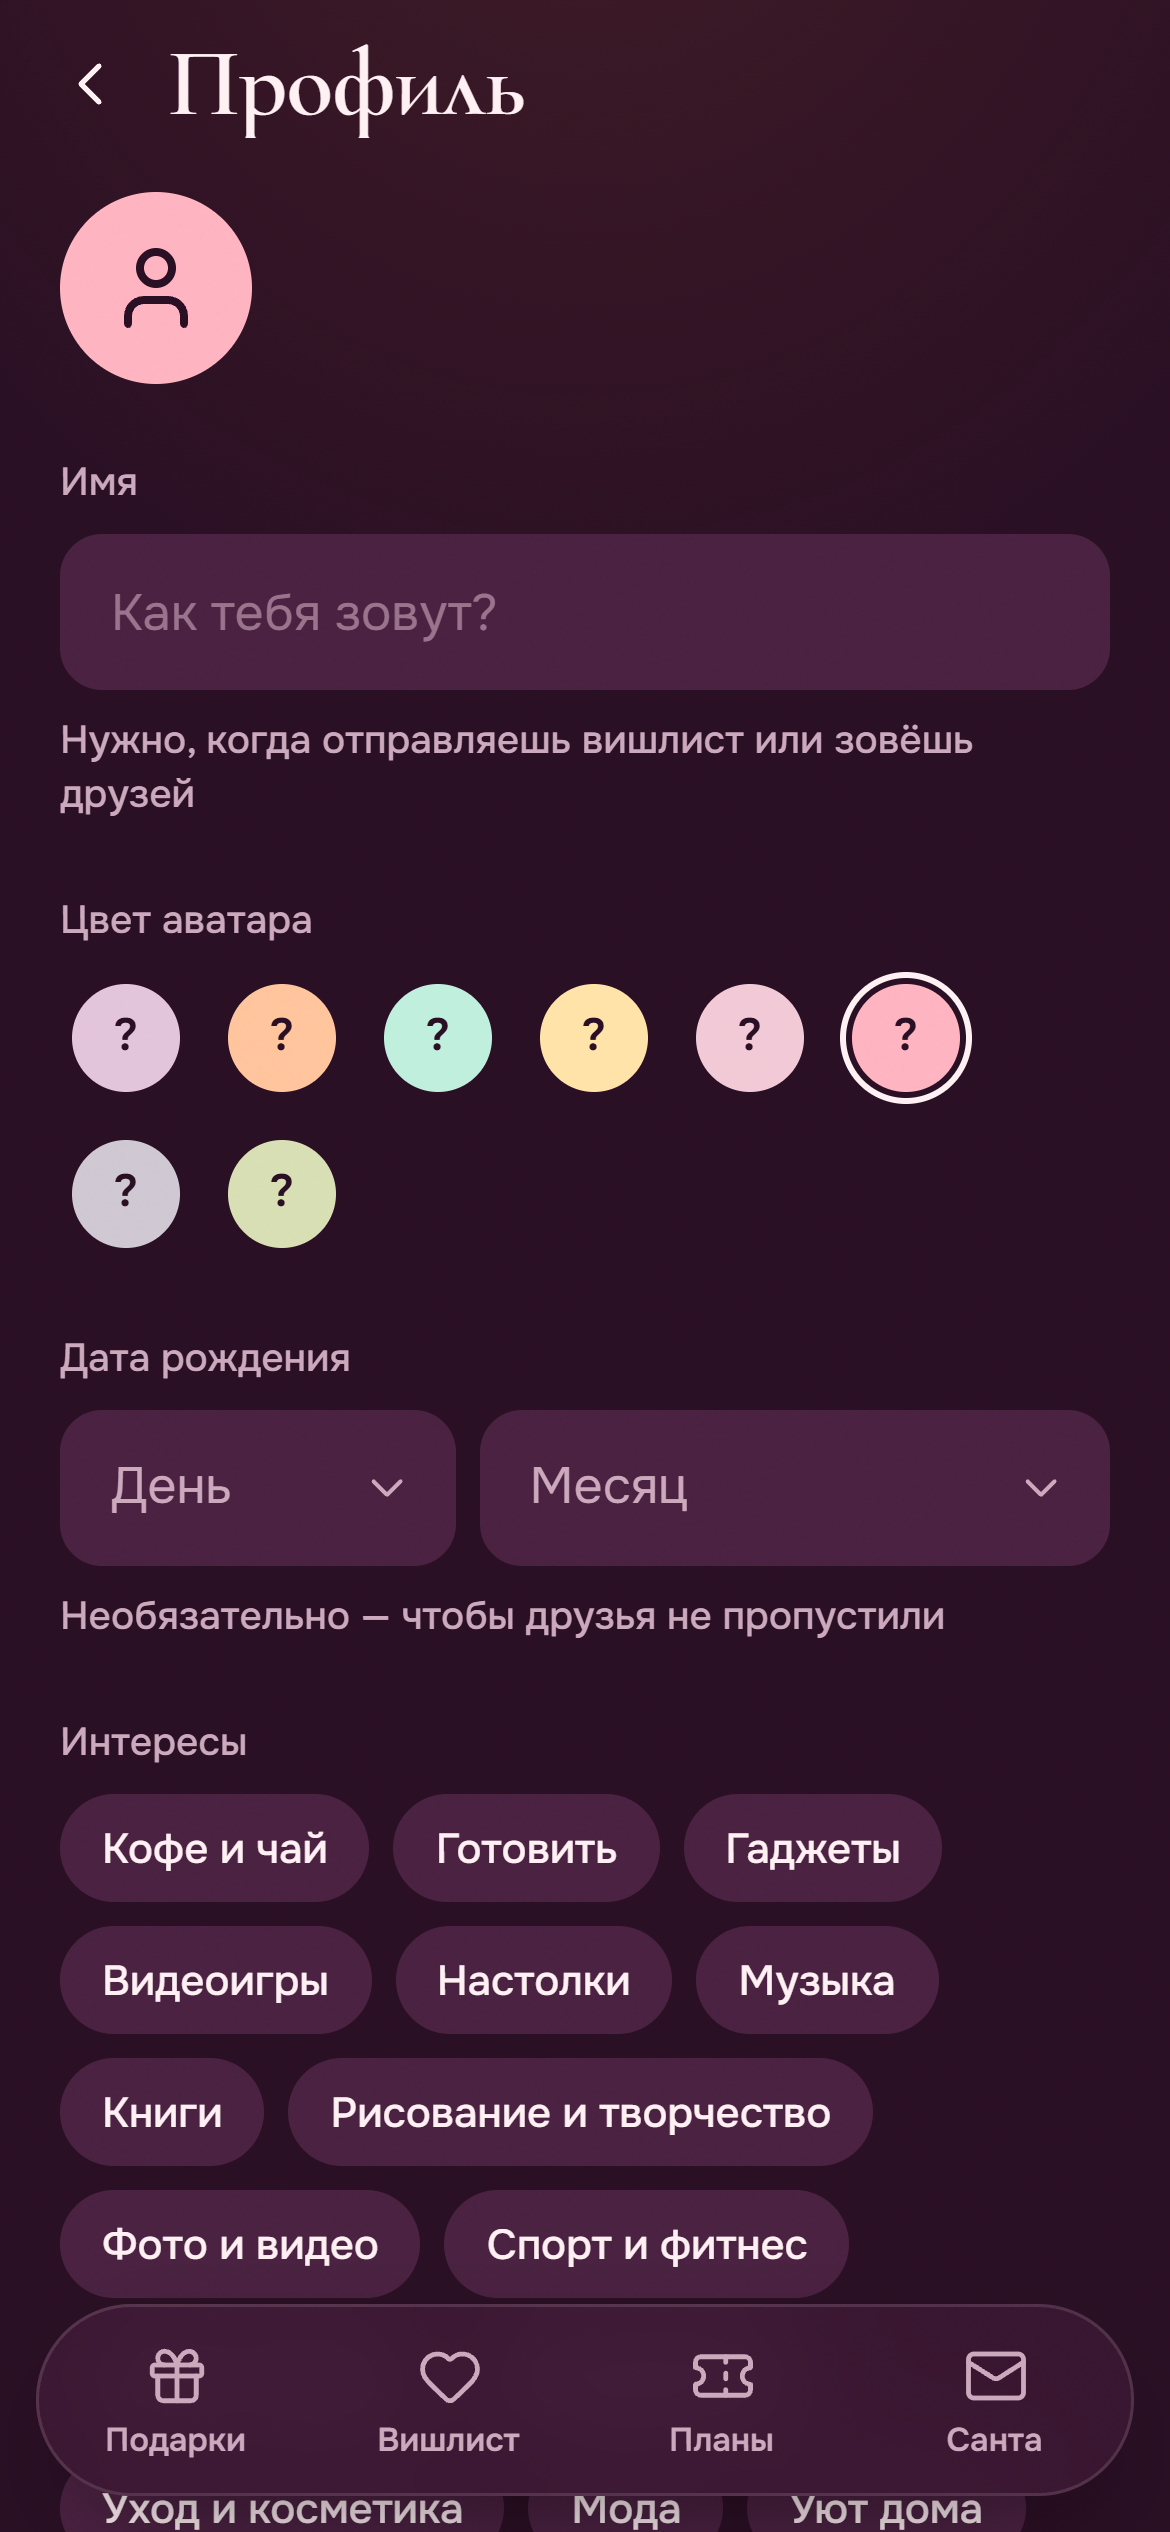 Профиль
Имя
Как тебя зовут?
Нужно, когда отправляешь вишлист или зовёшь
друзей
Цвет аватара
? ? ? ? ? ?
? ?
Дата рождения
День Месяц
Необязательно — чтобы друзья не пропустили
Интересы
Кофе и чай Готовить Гаджеты
Видеоигры Настолки Музыка
Книги Рисование и творчество
Фото и видео Спорт и фитнес
Подарки Вишлист Планы Санта
Уход и косметика Мода Уют дома